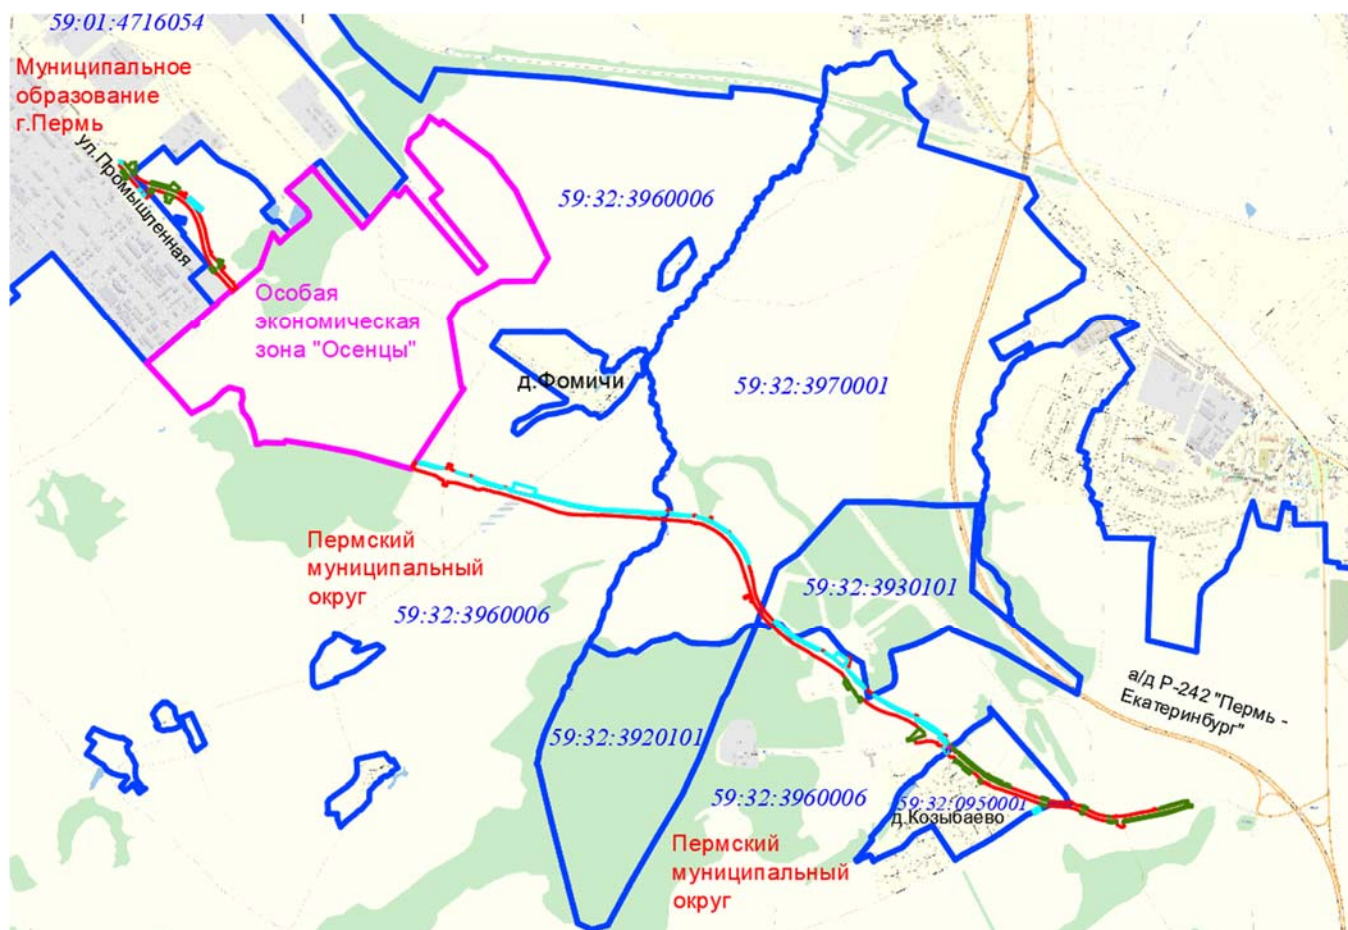 59:01:4716054
Муниципальное
образование
г.Пермь
ул.Промышленная
59:32:3960006
Особая
экономическая
зона "Осенцы"
д.Фомичи
59:32:3970001
Пермский
муниципальный
округ
59:32:3930101
59:32:3960006
а/д Р-242 "Пермь -
Екатеринбург"
59:32:3920101
59:32:3960006
59:32:0950001
д.Козыбаево
Пермский
муниципальный
округ